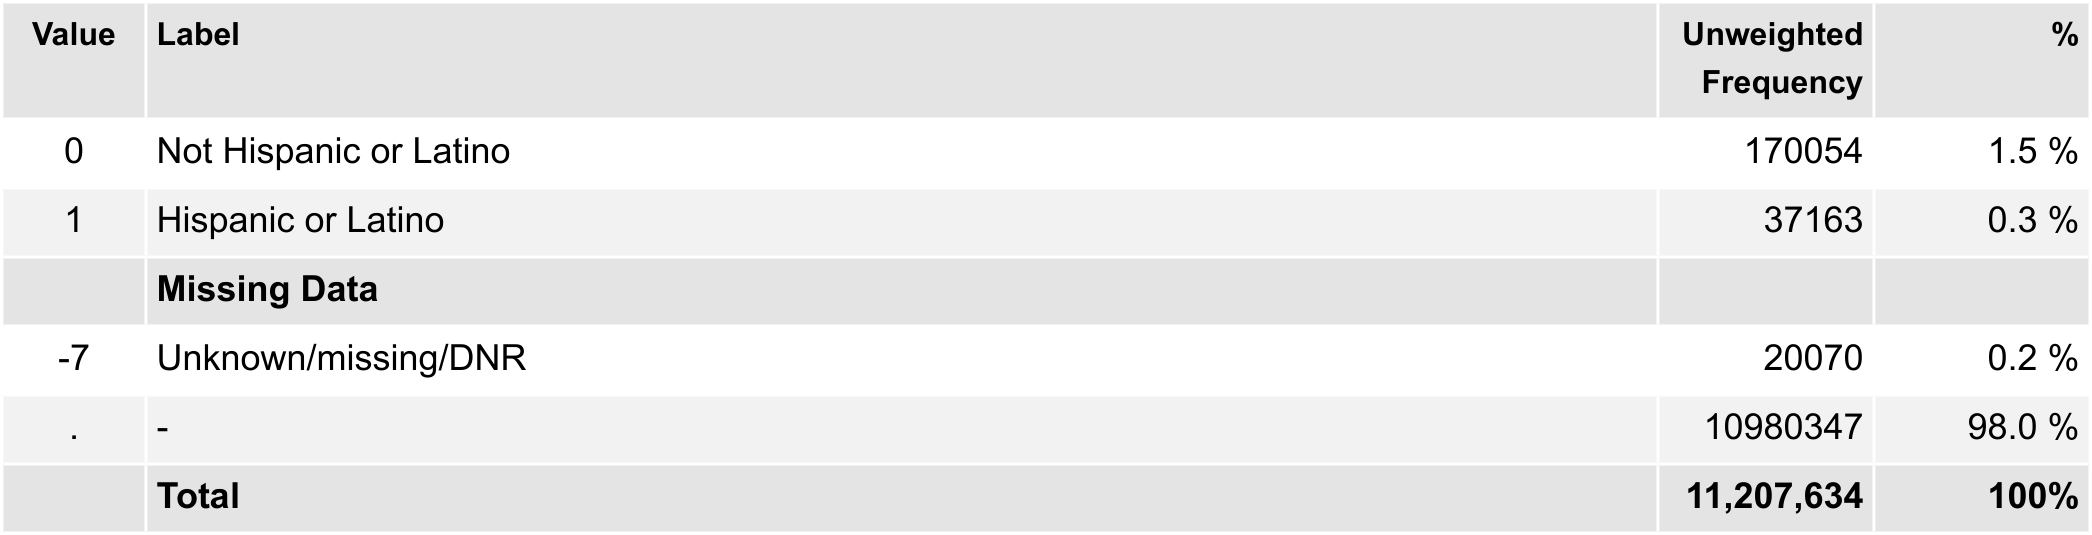 Value Label Unweighted Frequency %
0 Not Hispanic or Latino 170054 1.5 %
1 Hispanic or Latino 37163 0.3 %
Missing Data
-7 Unknown/missing/DNR 20070 0.2 %
. - 10980347 98.0 %
Total 11,207,634 100%